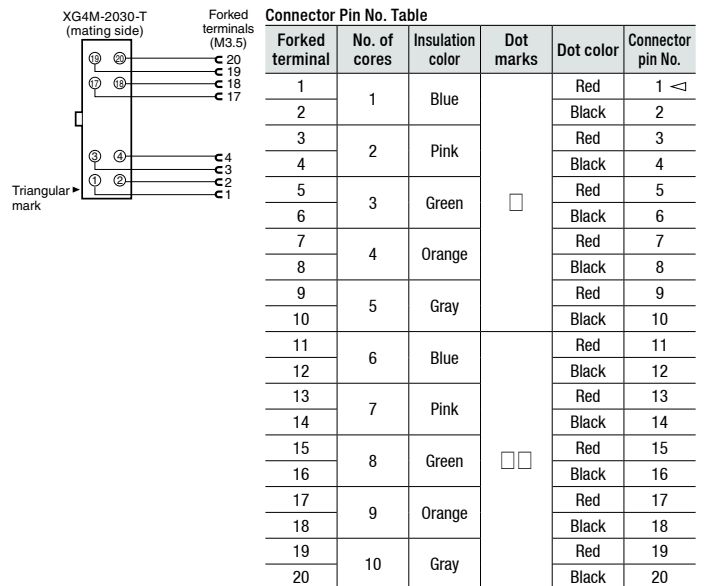 XG4M-2030-T
(mating side)
Forked
terminals
(M3.5)
⑲ ⑳
20
19
⑰ ⑱
18
17
③ ④
4
3
① ②
2
1
Triangular
mark
Connector Pin No. Table
Forked terminal No. of cores Insulation color Dot marks Dot color Connector pin No.
1 1 Blue □ Red 1 ◁
2 Black 2
3 2 Pink Red 3
4 Black 4
5 3 Green Red 5
6 Black 6
7 4 Orange Red 7
8 Black 8
9 5 Gray Red 9
10 Black 10
11 6 Blue □□ Red 11
12 Black 12
13 7 Pink Red 13
14 Black 14
15 8 Green Red 15
16 Black 16
17 9 Orange Red 17
18 Black 18
19 10 Gray Red 19
20 Black 20